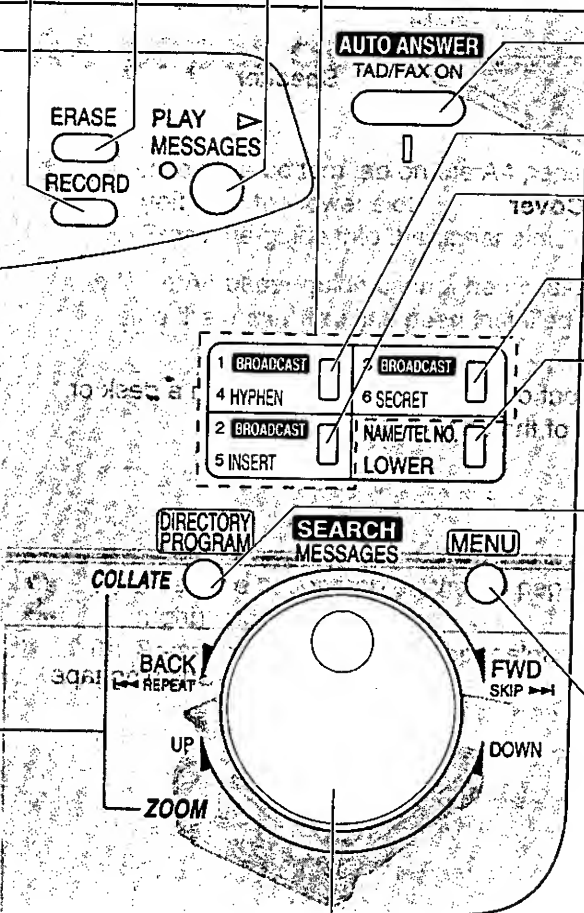 AUTO ANSWER
TAD/FAX ON
ERASE
PLAY
MESSAGES
RECORD
1 BROADCAST
4 HYPHEN
3 BROADCAST
6 SECRET
2 BROADCAST
5 INSERT
NAME/TEL NO.
LOWER
DIRECTORY
PROGRAM
SEARCH
MESSAGES
MENU
COLLATE
BACK
REPEAT
FWD
SKIP
UP
DOWN
ZOOM